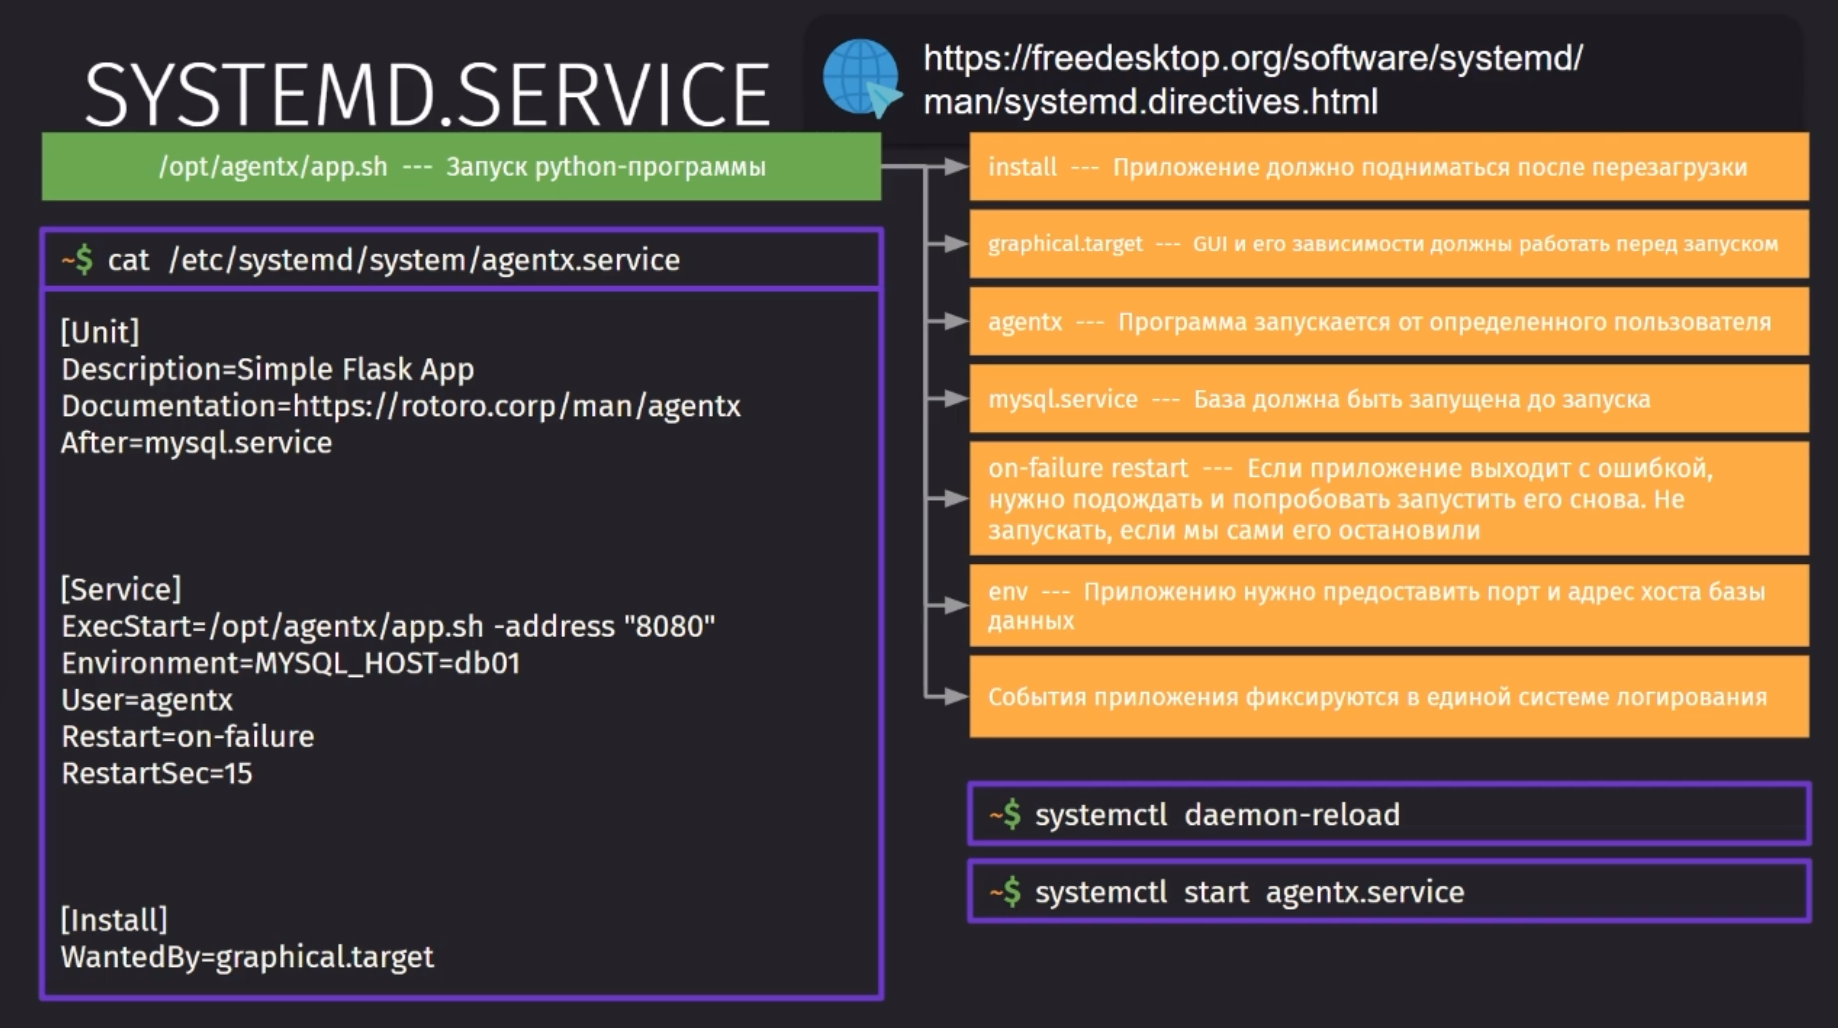 SYSTEMD.SERVICE
https://freedesktop.org/software/systemd/
man/systemd.directives.html
/opt/agentx/app.sh --- Запуск python-программы
~$ cat /etc/systemd/system/agentx.service
[Unit]
Description=Simple Flask App
Documentation=https://rotoro.corp/man/agentx
After=mysql.service
[Service]
ExecStart=/opt/agentx/app.sh -address "8080"
Environment=MYSQL_HOST=db01
User=agentx
Restart=on-failure
RestartSec=15
[Install]
WantedBy=graphical.target
install --- Приложение должно подниматься после перезагрузки
graphical.target --- GUI и его зависимости должны работать перед запуском
agentx --- Программа запускается от определенного пользователя
mysql.service --- База должна быть запущена до запуска
on-failure restart --- Если приложение выходит с ошибкой,
нужно подождать и попробовать запустить его снова. Не
запускать, если мы сами его остановили
env --- Приложению нужно предоставить порт и адрес хоста базы
данных
События приложения фиксируются в единой системе логирования
~$ systemctl daemon-reload
~$ systemctl start agentx.service